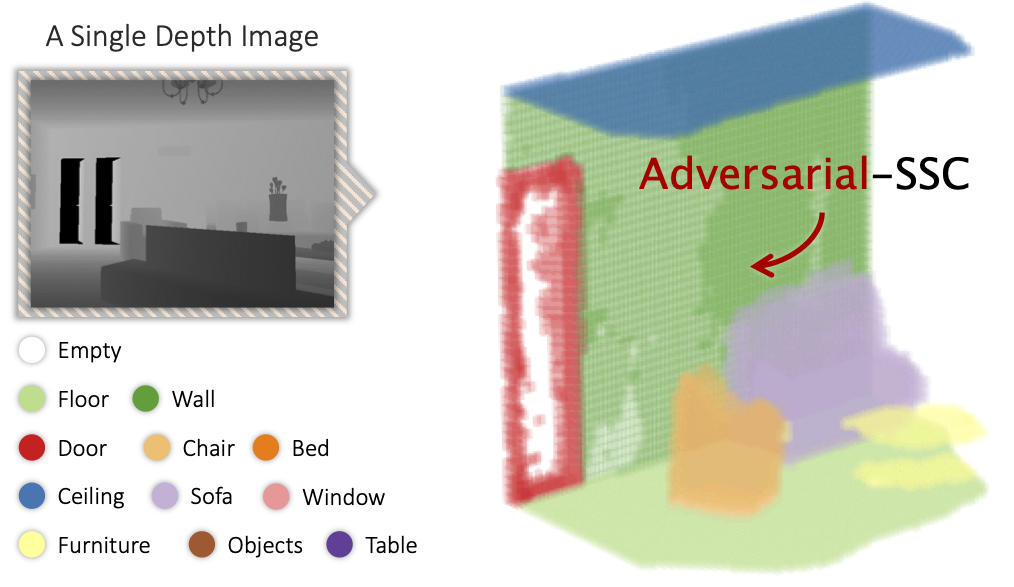 A Single Depth Image
Adversarial-SSC
Empty
Floor Wall
Door Chair Bed
Ceiling Sofa Window
Furniture Objects Table